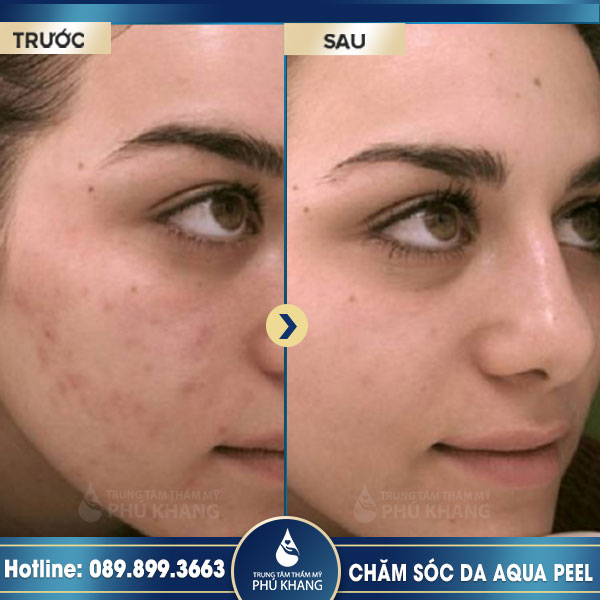 TRƯỚC
SAU
TRUNG TÂM THẨM MỸ
PHÚ KHANG
TRUNG TÂM THẨM MỸ
PHÚ KHANG
Hotline: 089.899.3663
TRUNG TÂM THẨM MỸ
PHÚ KHANG
CHĂM SÓC DA AQUA PEEL